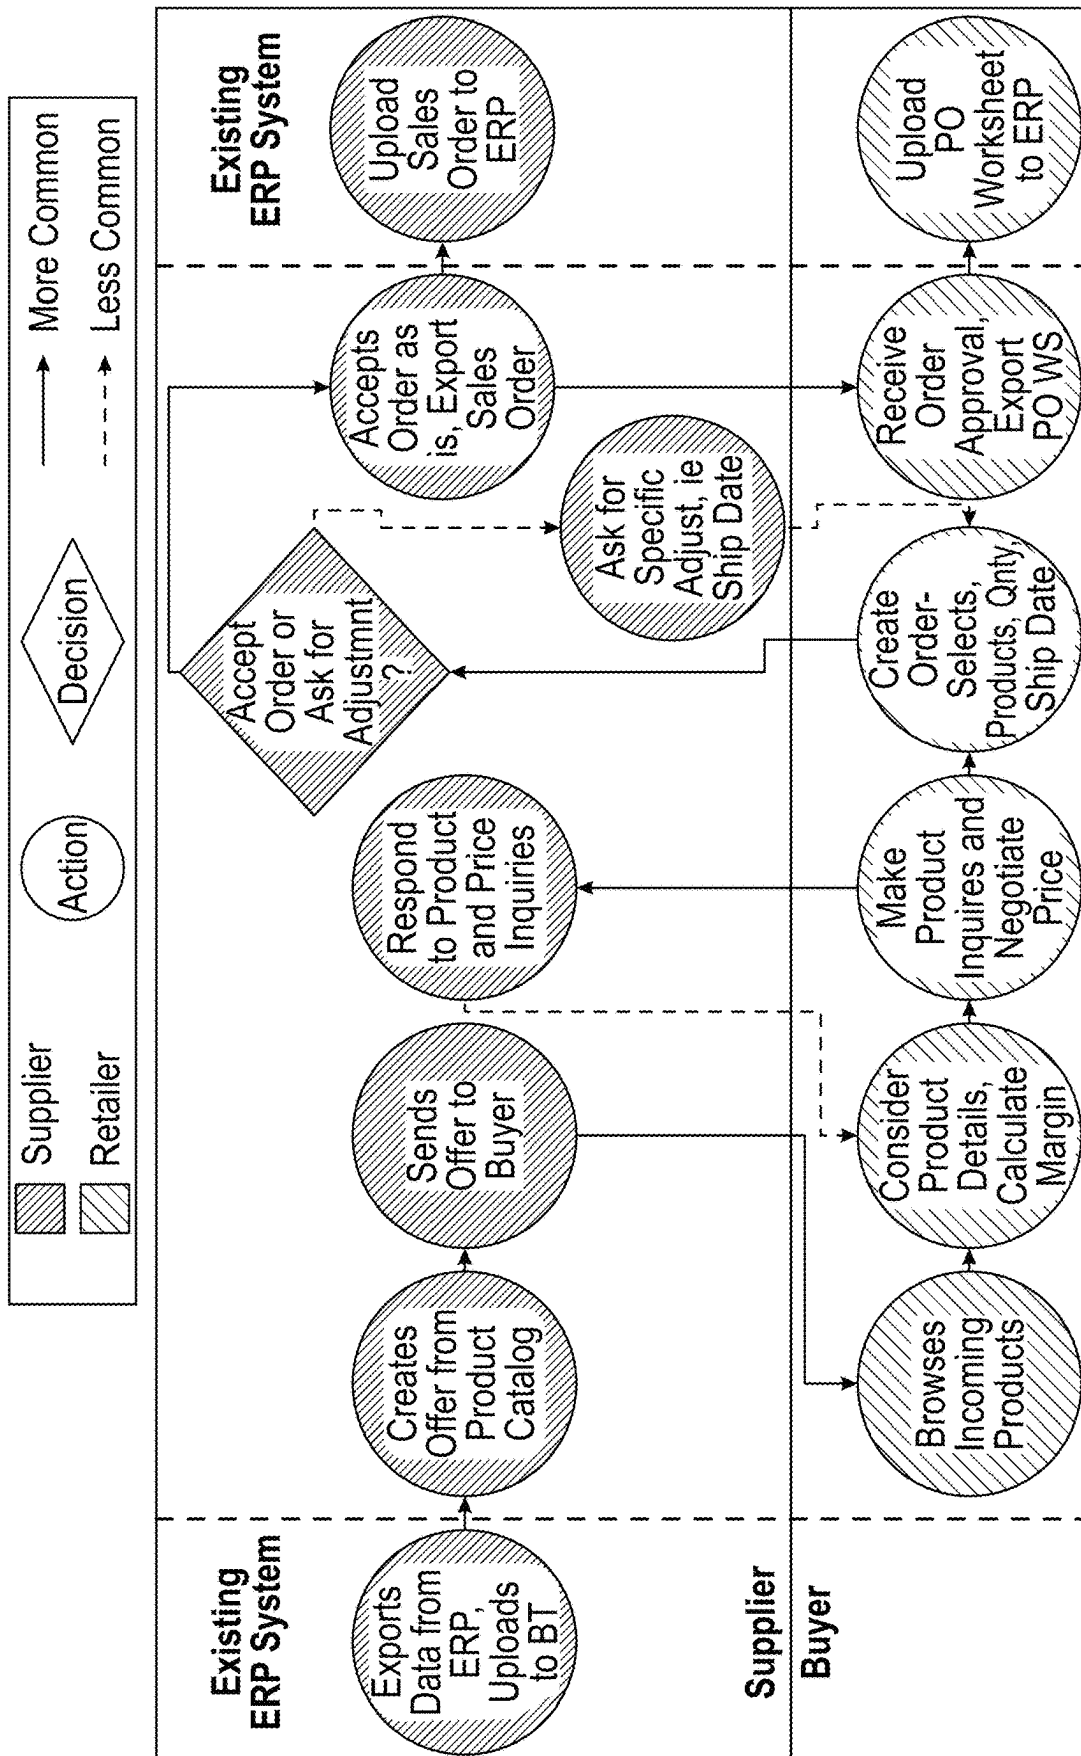 Supplier
Retailer
Action
Decision
More Common
Less Common
Existing
ERP System
Existing
ERP System
Exports
Data from
ERP,
Uploads
to BT
Creates
Offer from
Product
Catalog
Sends
Offer to
Buyer
Respond
to Product
and Price
Inquiries
Accept
Order or
Ask for
Adjustmnt
?
Ask for
Specific
Adjust, ie
Ship Date
Accepts
Order as
is, Export
Sales
Order
Upload
Sales
Order to
ERP
Supplier
Buyer
Browses
Incoming
Products
Consider
Product
Details,
Calculate
Margin
Make
Product
Inquires and
Negotiate
Price
Create
Order-
Selects,
Products, Qnty,
Ship Date
Receive
Order
Approval,
Export
PO WS
Upload
PO
Worksheet
to ERP